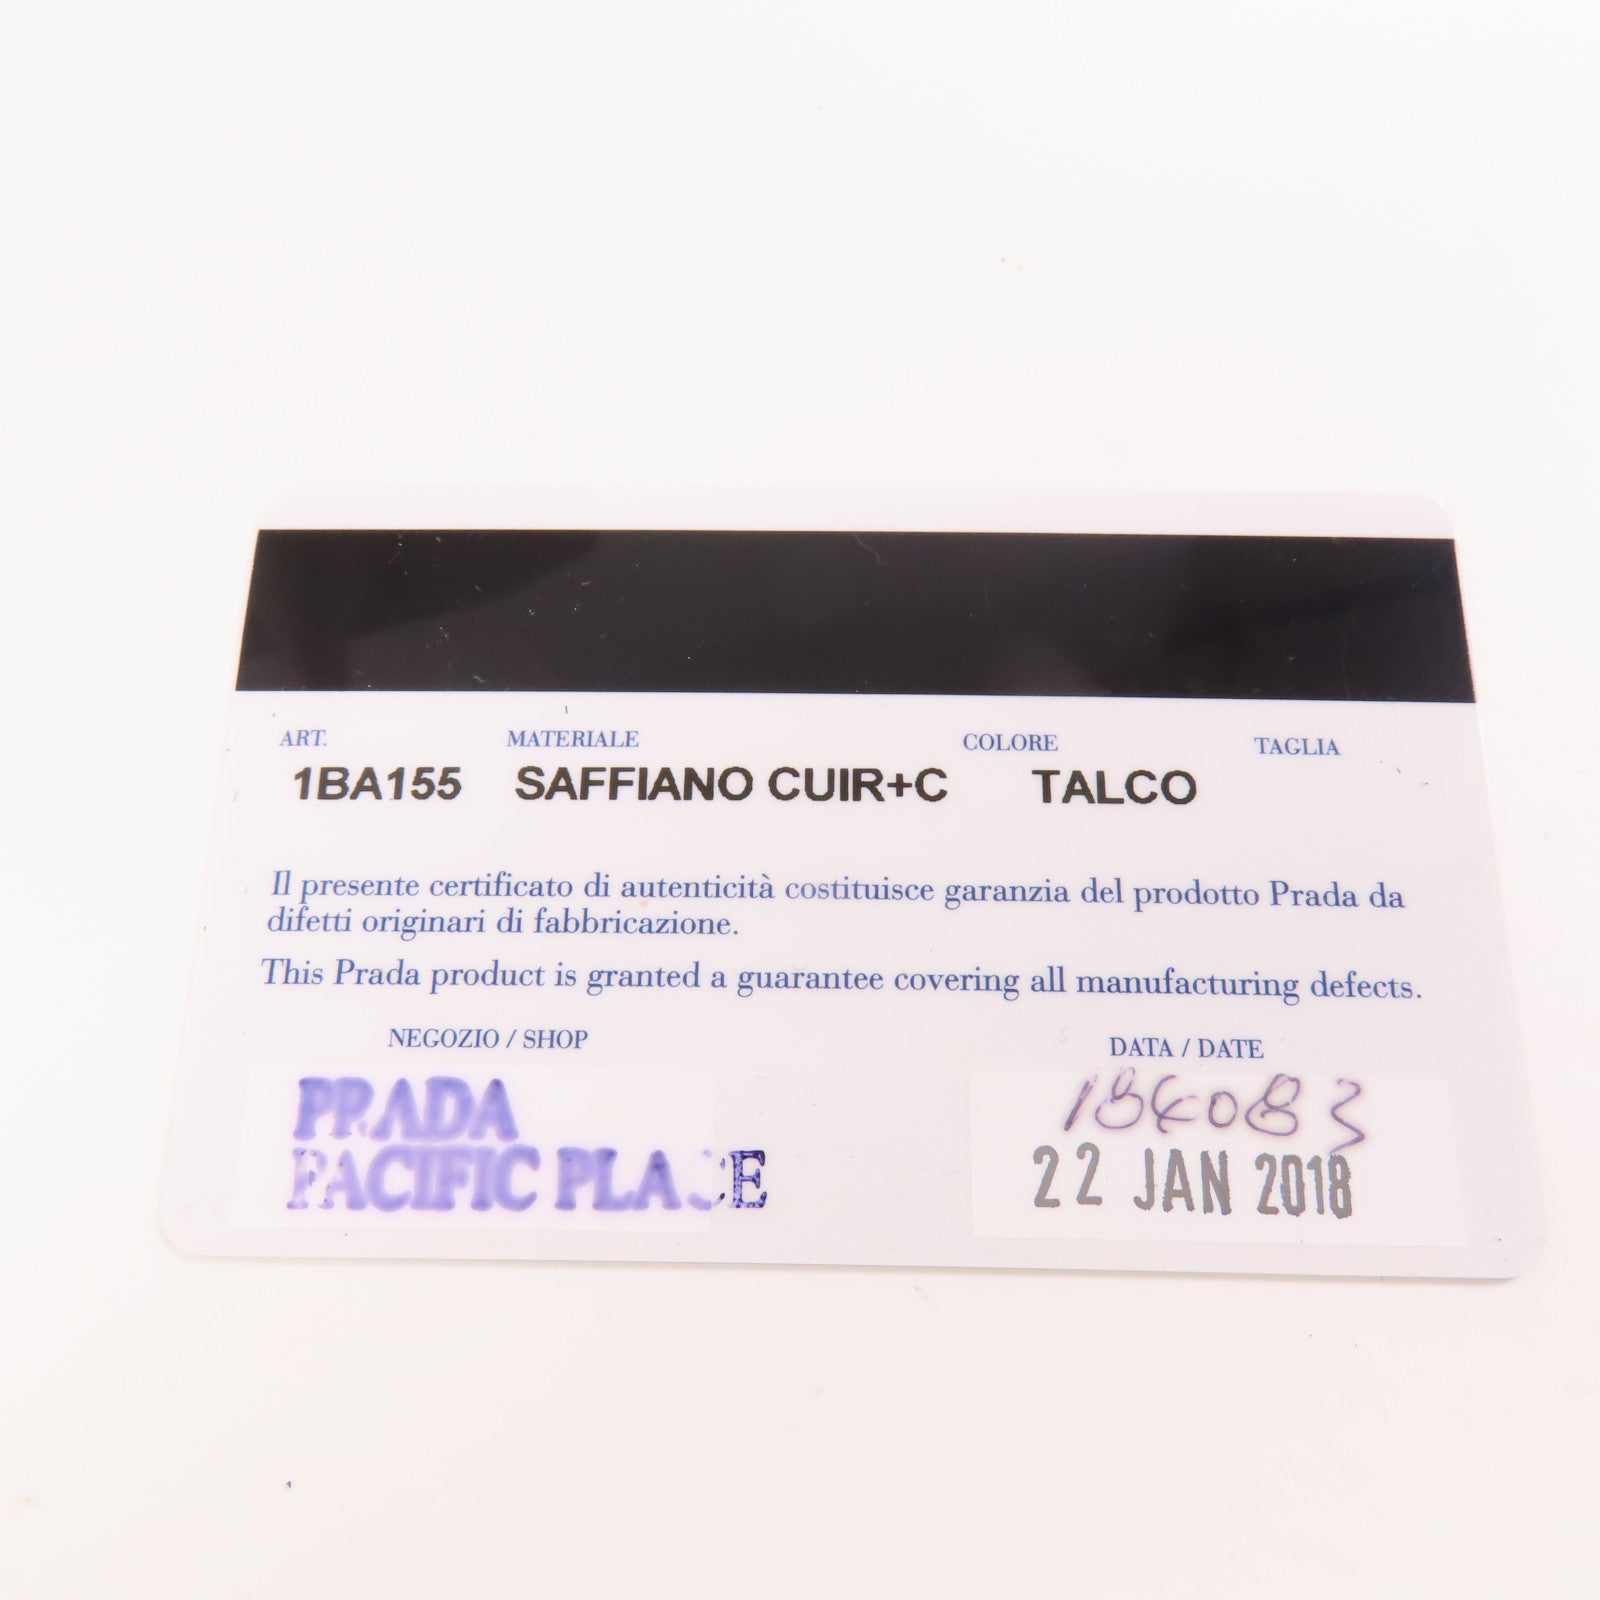 ART. MATERIALE COLORE TAGLIA
1BA155 SAFFIANO CUIR+C TALCO
Il presente certificato di autenticità costituisce garanzia del prodotto Prada da
difetti originari di fabbricazione.
This Prada product is granted a guarantee covering all manufacturing defects.
NEGOZIO / SHOP DATA / DATE
PRADA
PACIFIC PLACE
22 JAN 2018